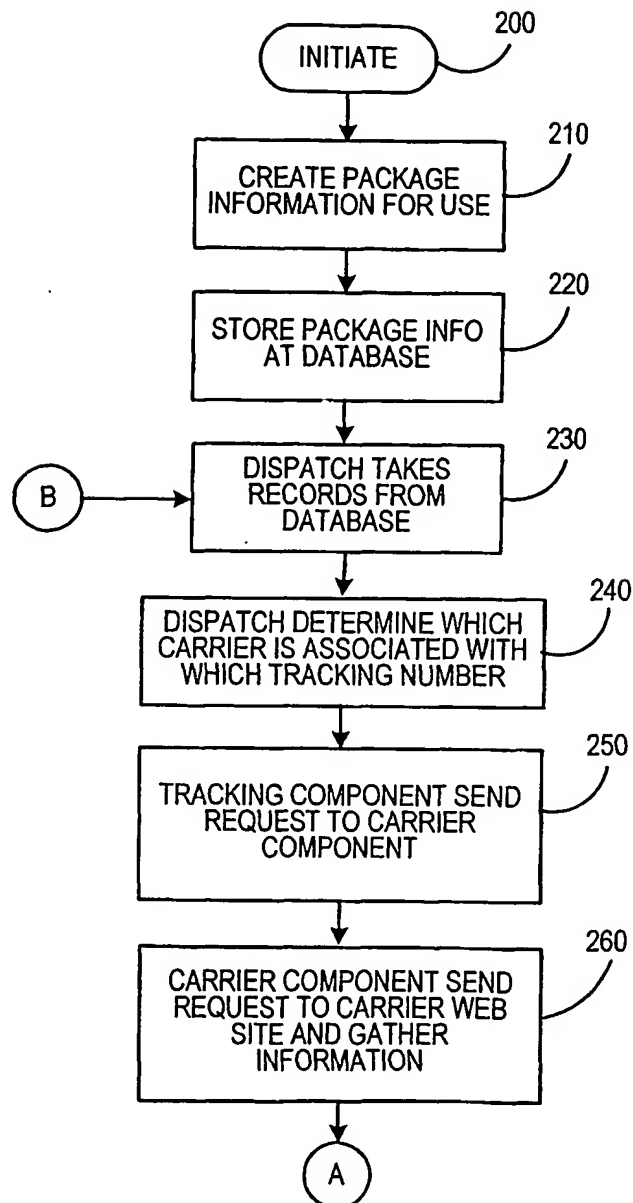 200
INITIATE
210
CREATE PACKAGE
INFORMATION FOR USE
220
STORE PACKAGE INFO
AT DATABASE
230
B
DISPATCH TAKES
RECORDS FROM
DATABASE
240
DISPATCH DETERMINE WHICH
CARRIER IS ASSOCIATED WITH
WHICH TRACKING NUMBER
250
TRACKING COMPONENT SEND
REQUEST TO CARRIER
COMPONENT
260
CARRIER COMPONENT SEND
REQUEST TO CARRIER WEB
SITE AND GATHER
INFORMATION
A